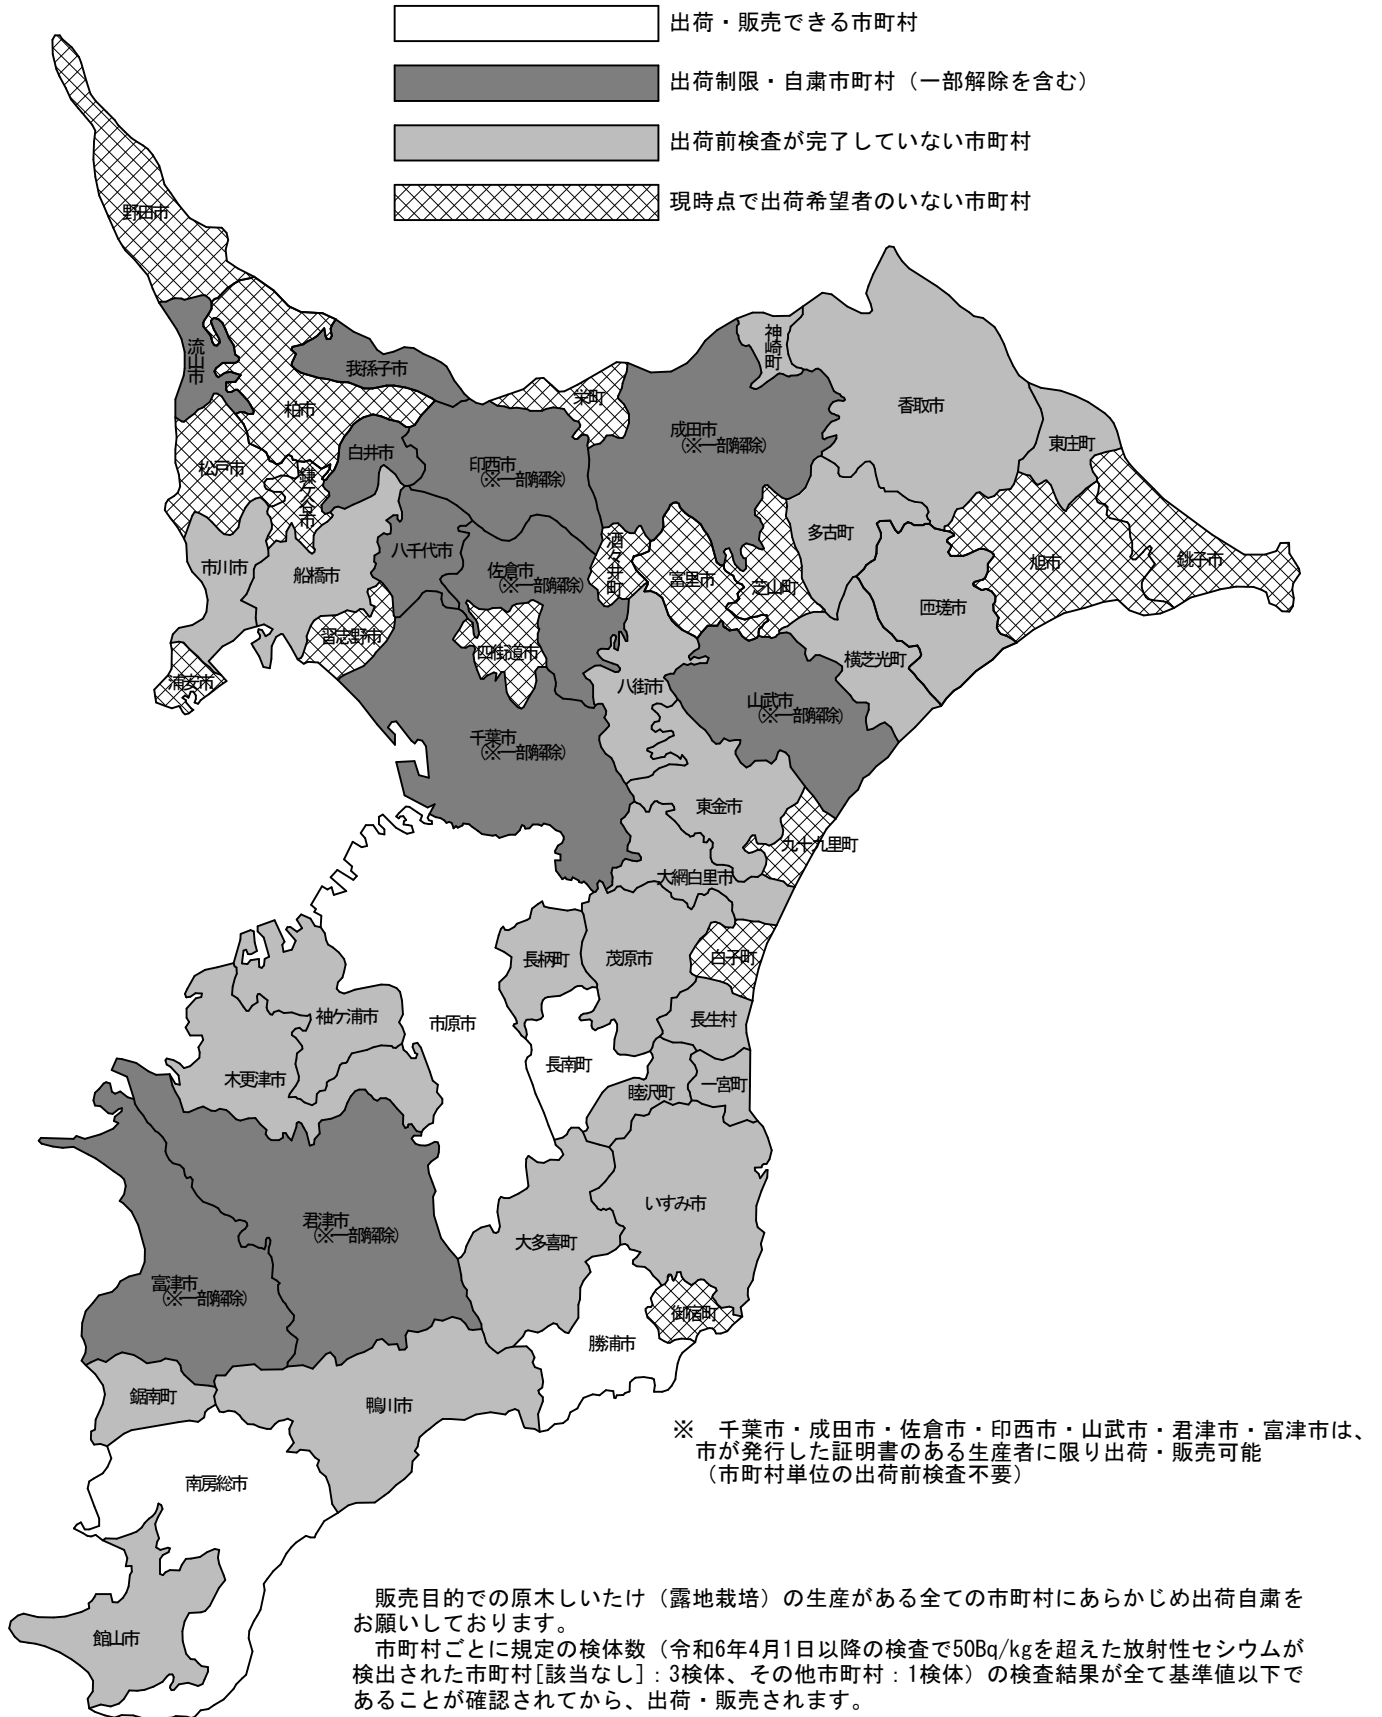 出荷・販売できる市町村
出荷制限・自粛市町村（一部解除を含む）
出荷前検査が完了していない市町村
現時点で出荷希望者のいない市町村
野田市
流山市
我孫子市
柏市
松戸市
鎌ケ谷市
白井市
印西市
(※一部解除)
栄町
成田市
(※一部解除)
神崎町
香取市
東庄町
多古町
旭市
銚子市
匝瑳市
市川市
船橋市
八千代市
佐倉市
(※一部解除)
酒々井町
富里市
芝山町
習志野市
四街道市
浦安市
八街市
横芝光町
山武市
(※一部解除)
千葉市
(※一部解除)
東金市
九十九里町
大網白里市
長柄町
茂原市
白子町
袖ケ浦市
市原市
長生村
木更津市
長南町
睦沢町
一宮町
君津市
(※一部解除)
大多喜町
いすみ市
富津市
(※一部解除)
御宿町
勝浦市
鋸南町
鴨川市
南房総市
館山市
※　千葉市・成田市・佐倉市・印西市・山武市・君津市・富津市は、
市が発行した証明書のある生産者に限り出荷・販売可能
（市町村単位の出荷前検査不要）
販売目的での原木しいたけ（露地栽培）の生産がある全ての市町村にあらかじめ出荷自粛を
お願いしております。
市町村ごとに規定の検体数（令和6年4月1日以降の検査で50Bq/kgを超えた放射性セシウムが
検出された市町村[該当なし]：3検体、その他市町村：1検体）の検査結果が全て基準値以下で
あることが確認されてから、出荷・販売されます。